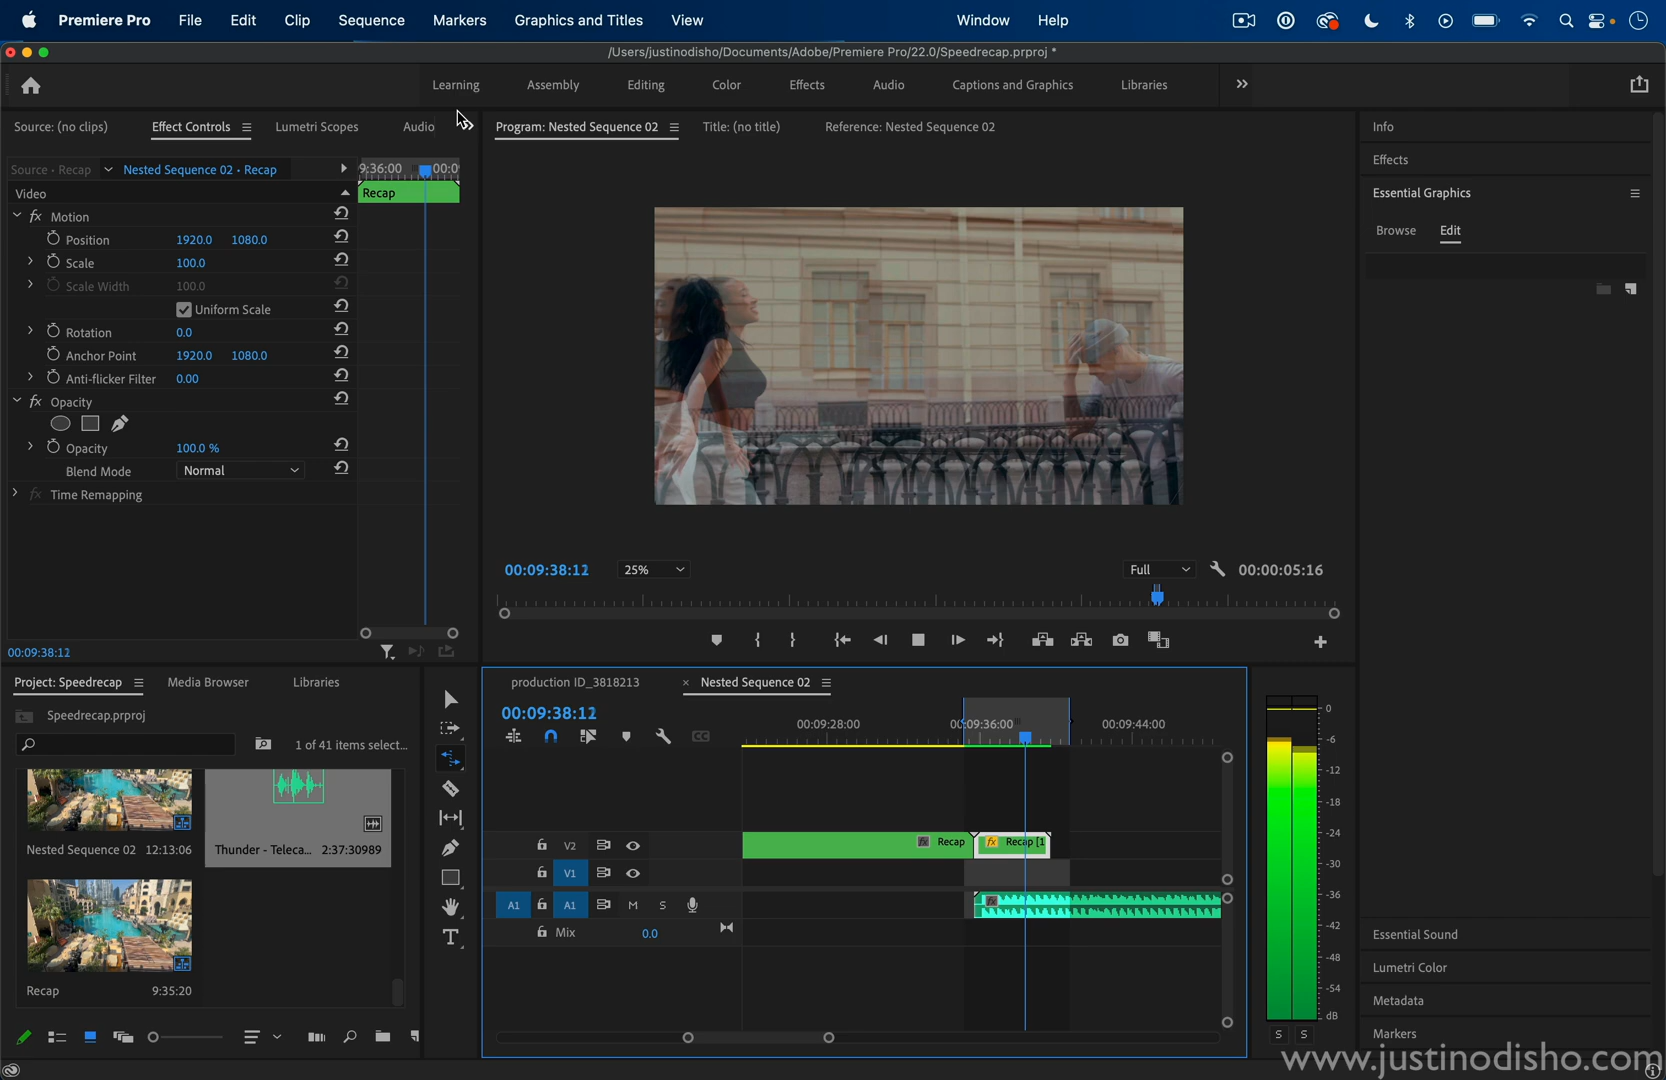 Premiere Pro File Edit Clip Sequence Markers Graphics and Titles View Window Help
/Users/justinodisho/Documents/Adobe/Premiere Pro/22.0/Speedrecap.prproj *
Learning Assembly Editing Color Effects Audio Captions and Graphics Libraries
Source: (no clips) Effect Controls Lumetri Scopes Audio
Program: Nested Sequence 02 Title: (no title) Reference: Nested Sequence 02
Source • Recap Nested Sequence 02 • Recap 9:36:00 00:0
Video Recap
fx Motion
Position 1920.0 1080.0
Scale 100.0
Scale Width 100.0
Uniform Scale
Rotation 0.0
Anchor Point 1920.0 1080.0
Anti-flicker Filter 0.00
fx Opacity
Opacity 100.0 %
Blend Mode Normal
fx Time Remapping
00:09:38:12
00:09:38:12 25% Full 00:00:05:16
Info
Effects
Essential Graphics
Browse Edit
Project: Speedrecap Media Browser Libraries
Speedrecap.prproj
1 of 41 items select...
Nested Sequence 02 12:13:06 Thunder - Teleca... 2:37:30989
Recap 9:35:20
production ID_3818213 × Nested Sequence 02
00:09:38:12
00:09:28:00 00:09:36:00 00:09:44:00
V2 fx Recap fx Recap [1
V1
A1 A1 M S fx
Mix 0.0
T
0
-6
-12
-18
-24
-30
-36
-42
-48
-54
dB
S S
Essential Sound
Lumetri Color
Metadata
Markers
www.justinodisho.com